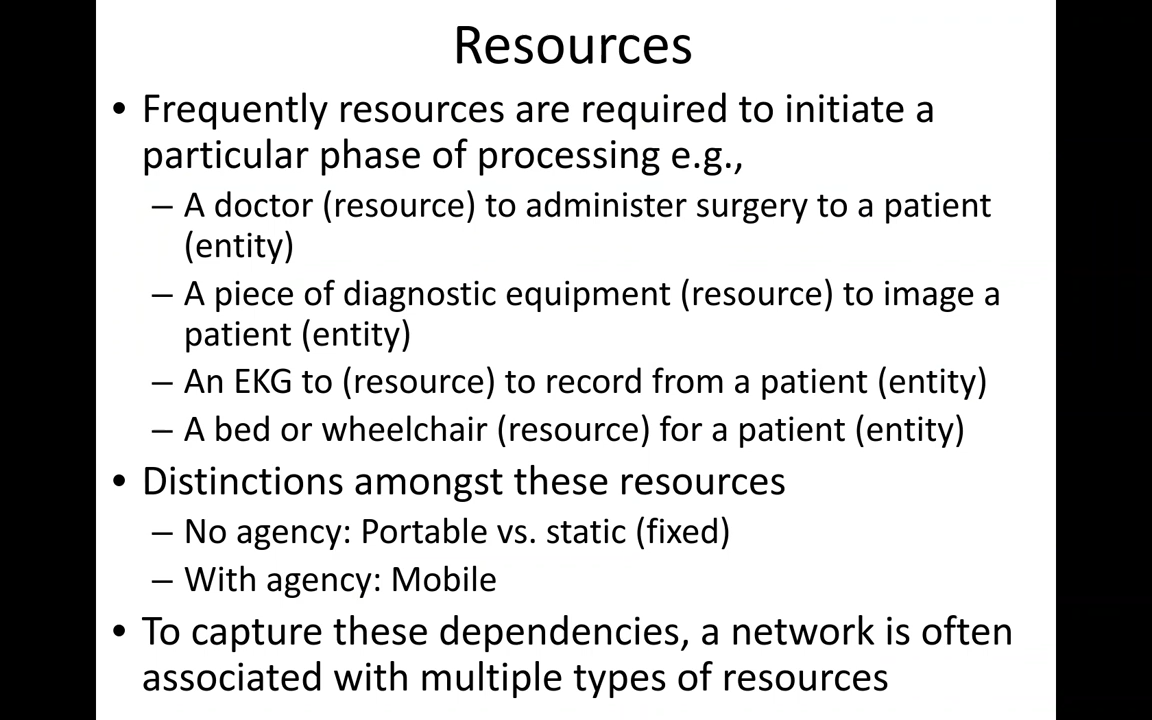 Resources
• Frequently resources are required to initiate a
particular phase of processing e.g.,
– A doctor (resource) to administer surgery to a patient
(entity)
– A piece of diagnostic equipment (resource) to image a
patient (entity)
– An EKG to (resource) to record from a patient (entity)
– A bed or wheelchair (resource) for a patient (entity)
• Distinctions amongst these resources
– No agency: Portable vs. static (fixed)
– With agency: Mobile
• To capture these dependencies, a network is often
associated with multiple types of resources